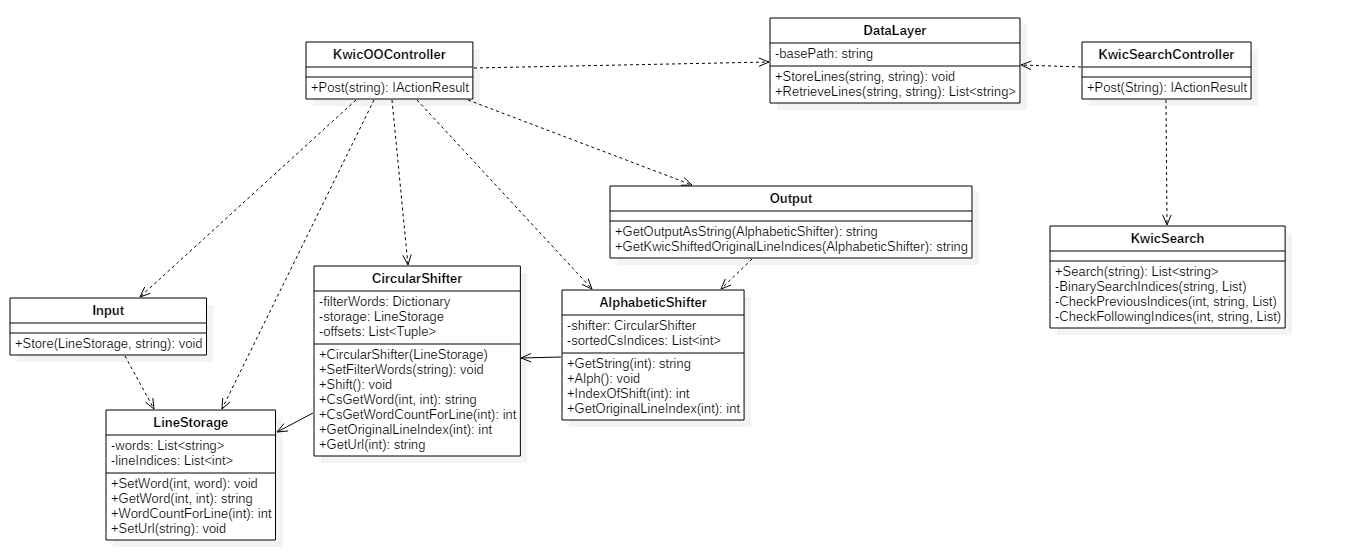 KwicOOController
+Post(string): IActionResult
DataLayer
-basePath: string
+StoreLines(string, string): void
+RetrieveLines(string, string): List<string>
KwicSearchController
+Post(String): IActionResult
Output
+GetOutputAsString(AlphabeticShifter): string
+GetKwicShiftedOriginalLineIndices(AlphabeticShifter): string
KwicSearch
+Search(string): List<string>
-BinarySearchIndices(string, List)
-CheckPreviousIndices(int, string, List)
-CheckFollowingIndices(int, string, List)
Input
+Store(LineStorage, string): void
CircularShifter
-filterWords: Dictionary
-storage: LineStorage
-offsets: List<Tuple>
+CircularShifter(LineStorage)
+SetFilterWords(string): void
+Shift(): void
+CsGetWord(int, int): string
+CsGetWordCountForLine(int): int
+GetOriginalLineIndex(int): int
+GetUrl(int): string
AlphabeticShifter
-shifter: CircularShifter
-sortedCsIndices: List<int>
+GetString(int): string
+Alph(): void
+IndexOfShift(int): int
+GetOriginalLineIndex(int): int
LineStorage
-words: List<string>
-lineIndices: List<int>
+SetWord(int, word): void
+GetWord(int, int): string
+WordCountForLine(int): int
+SetUrl(string): void